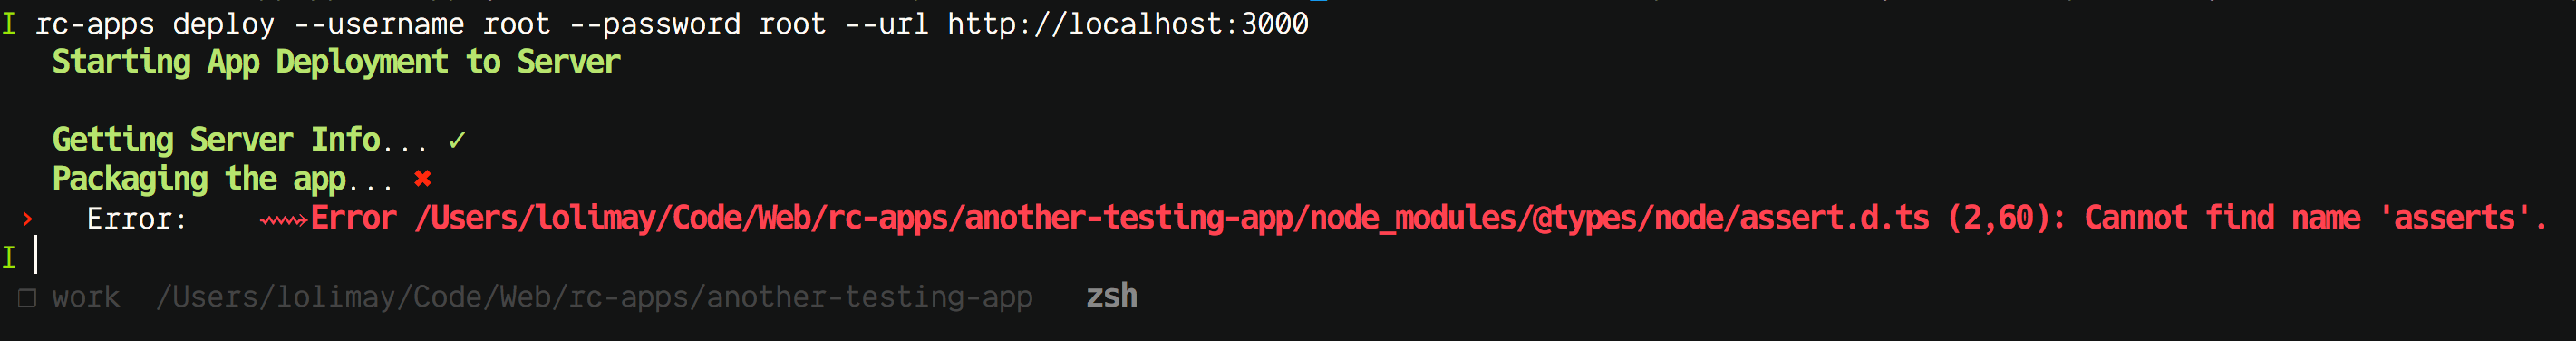 I rc-apps deploy --username root --password root --url http://localhost:3000
Starting App Deployment to Server
Getting Server Info... ✓
Packaging the app... ✖
› Error: ⇝Error /Users/lolimay/Code/Web/rc-apps/another-testing-app/node_modules/@types/node/assert.d.ts (2,60): Cannot find name 'asserts'.
I
❐ work /Users/lolimay/Code/Web/rc-apps/another-testing-app zsh